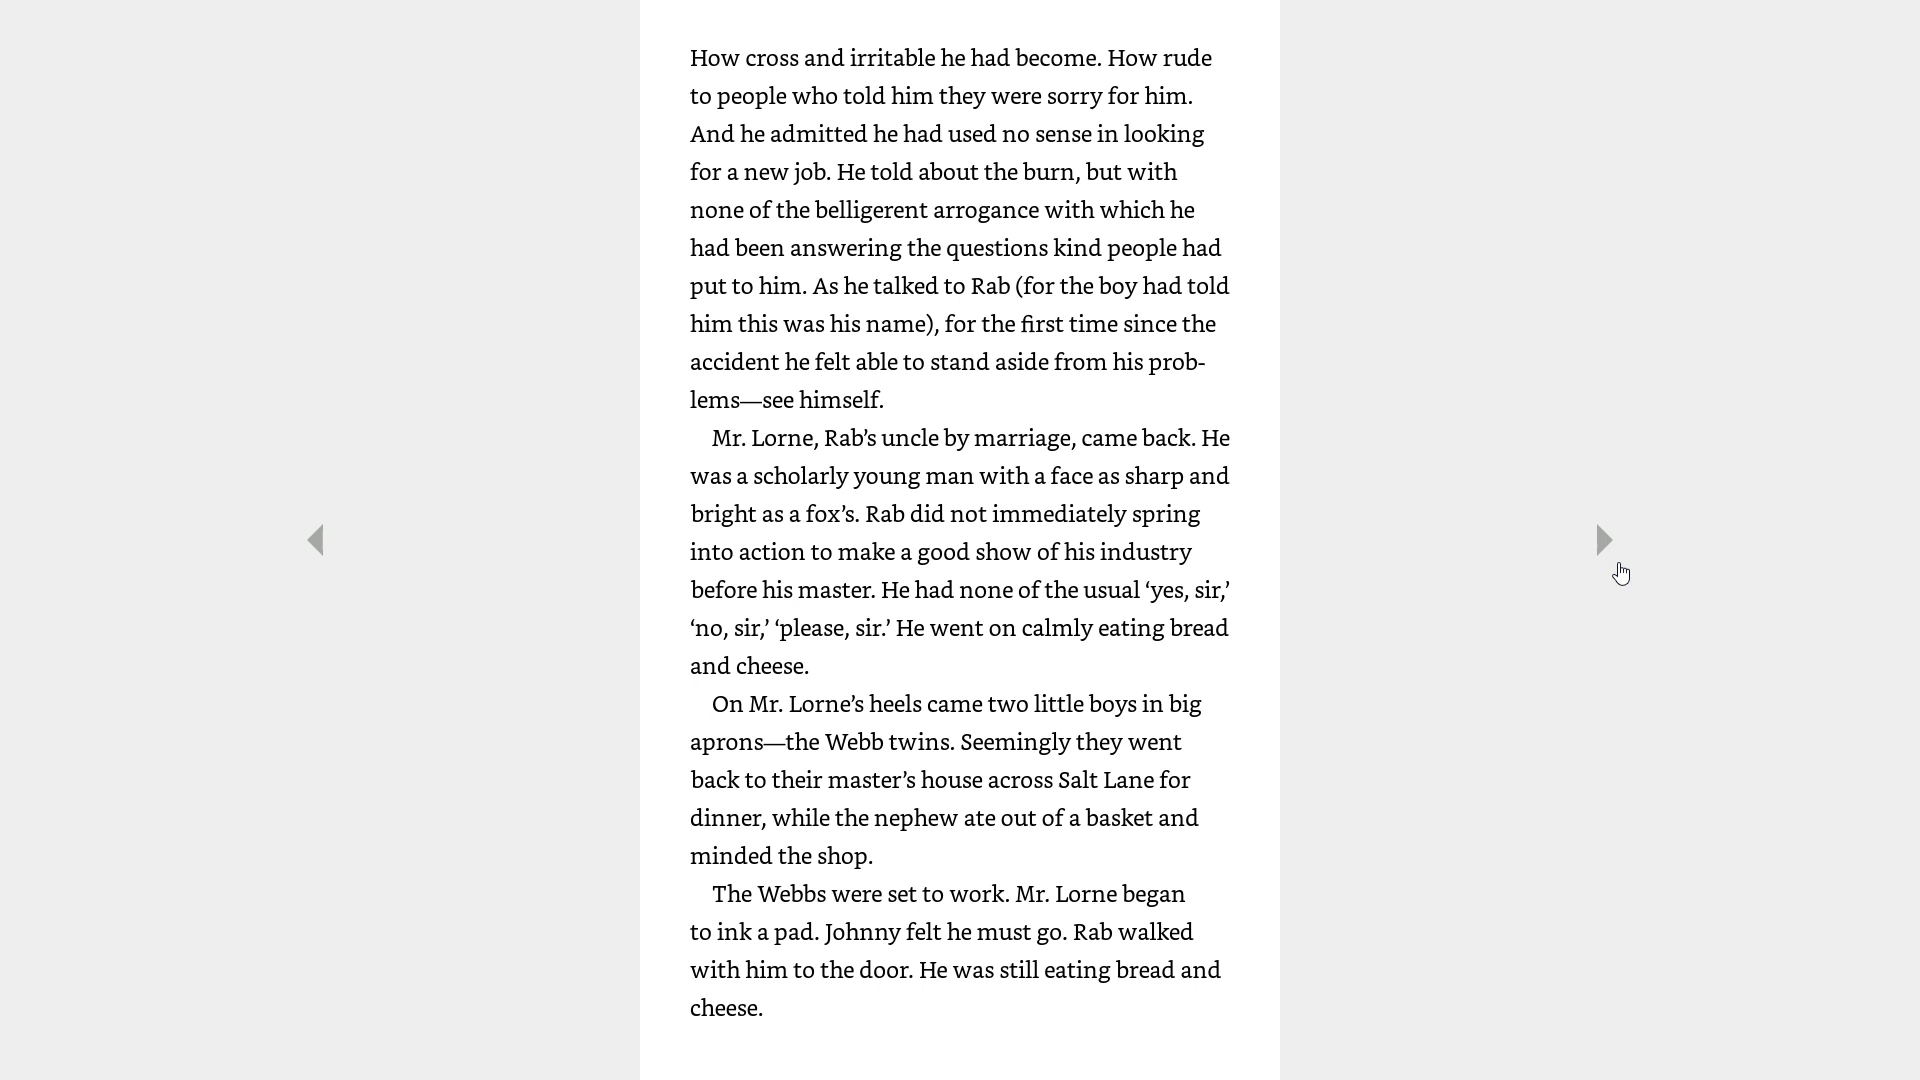 How cross and irritable he had become. How rude
to people who told him they were sorry for him.
And he admitted he had used no sense in looking
for a new job. He told about the burn, but with
none of the belligerent arrogance with which he
had been answering the questions kind people had
put to him. As he talked to Rab (for the boy had told
him this was his name), for the first time since the
accident he felt able to stand aside from his prob-
lems—see himself.
Mr. Lorne, Rab’s uncle by marriage, came back. He
was a scholarly young man with a face as sharp and
bright as a fox’s. Rab did not immediately spring
into action to make a good show of his industry
before his master. He had none of the usual ‘yes, sir,’
‘no, sir,’ ‘please, sir.’ He went on calmly eating bread
and cheese.
On Mr. Lorne’s heels came two little boys in big
aprons—the Webb twins. Seemingly they went
back to their master’s house across Salt Lane for
dinner, while the nephew ate out of a basket and
minded the shop.
The Webbs were set to work. Mr. Lorne began
to ink a pad. Johnny felt he must go. Rab walked
with him to the door. He was still eating bread and
cheese.